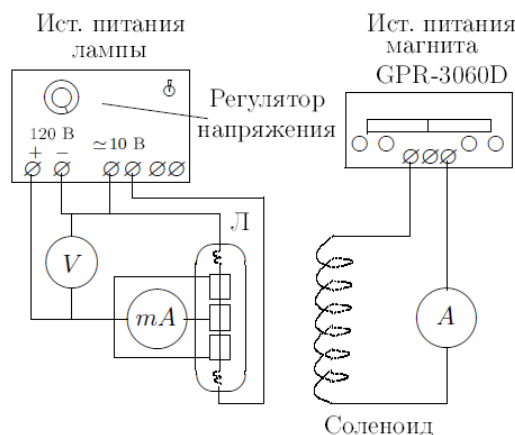 Ист. питания
лампы
Регулятор
напряжения
120 В
+ −
≃10 В
Л
V
mA
Ист. питания
магнита
GPR-3060D
A
Соленоид